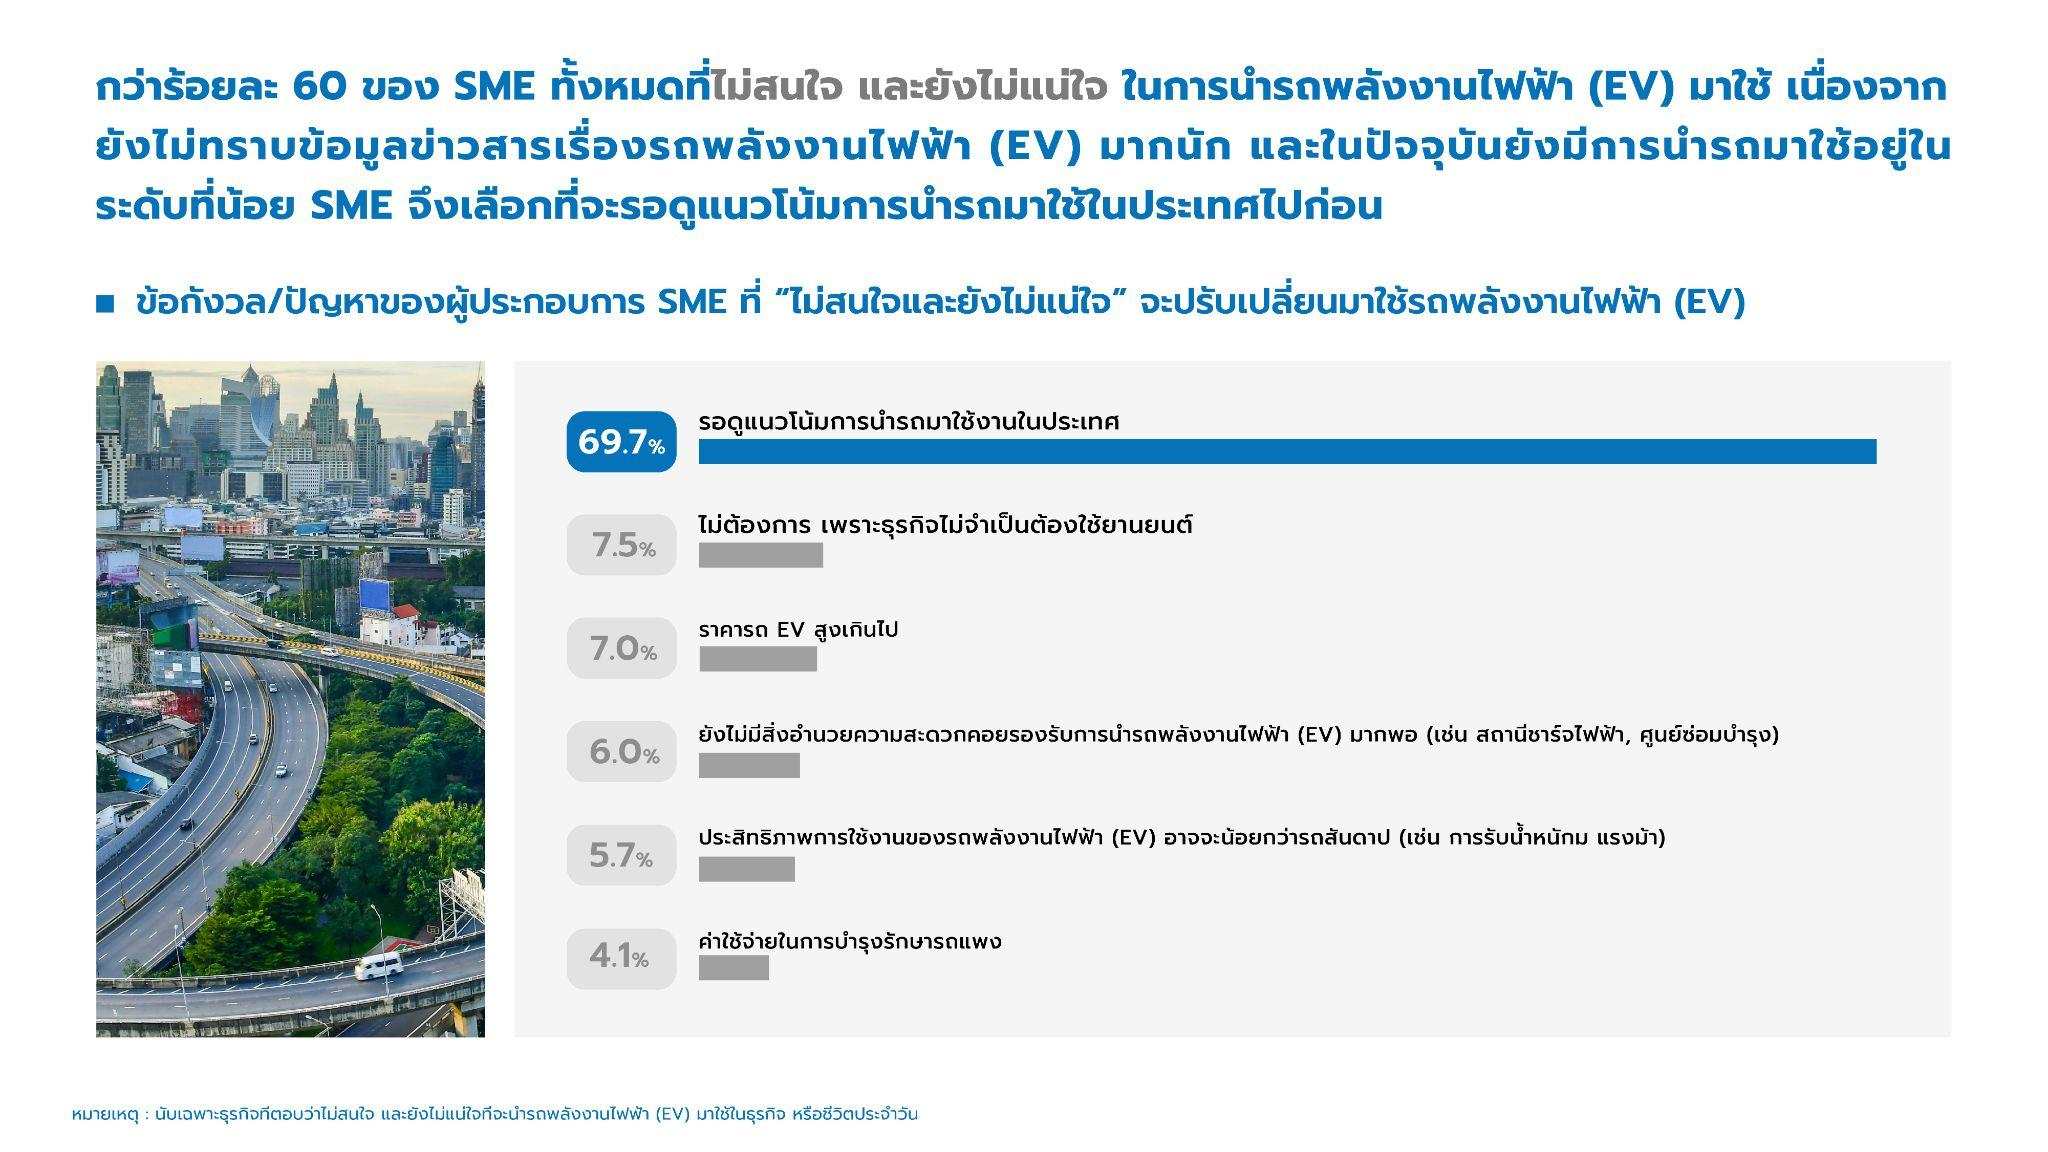 กว่าร้อยละ 60 ของ SME ทั้งหมดที่ไม่สนใจ และยังไม่แน่ใจ ในการนำรถพลังงานไฟฟ้า (EV) มาใช้ เนื่องจาก
ยังไม่ทราบข้อมูลข่าวสารเรื่องรถพลังงานไฟฟ้า (EV) มากนัก และในปัจจุบันยังมีการนำรถมาใช้อยู่ใน
ระดับที่น้อย SME จึงเลือกที่จะรอดูแนวโน้มการนำรถมาใช้ในประเทศไปก่อน
■ ข้อกังวล/ปัญหาของผู้ประกอบการ SME ที่ “ไม่สนใจและยังไม่แน่ใจ” จะปรับเปลี่ยนมาใช้รถพลังงานไฟฟ้า (EV)
69.7% รอดูแนวโน้มการนำรถมาใช้งานในประเทศ
7.5% ไม่ต้องการ เพราะธุรกิจไม่จำเป็นต้องใช้ยานยนต์
7.0% ราคารถ EV สูงเกินไป
6.0% ยังไม่มีสิ่งอำนวยความสะดวกคอยรองรับการนำรถพลังงานไฟฟ้า (EV) มากพอ (เช่น สถานีชาร์จไฟฟ้า, ศูนย์ซ่อมบำรุง)
5.7% ประสิทธิภาพการใช้งานของรถพลังงานไฟฟ้า (EV) อาจจะน้อยกว่ารถสันดาป (เช่น การรับน้ำหนักม แรงม้า)
4.1% ค่าใช้จ่ายในการบำรุงรักษารถแพง
หมายเหตุ : นับเฉพาะธุรกิจที่ตอบว่าไม่สนใจ และยังไม่แน่ใจที่จะนำรถพลังงานไฟฟ้า (EV) มาใช้ในธุรกิจ หรือชีวิตประจำวัน